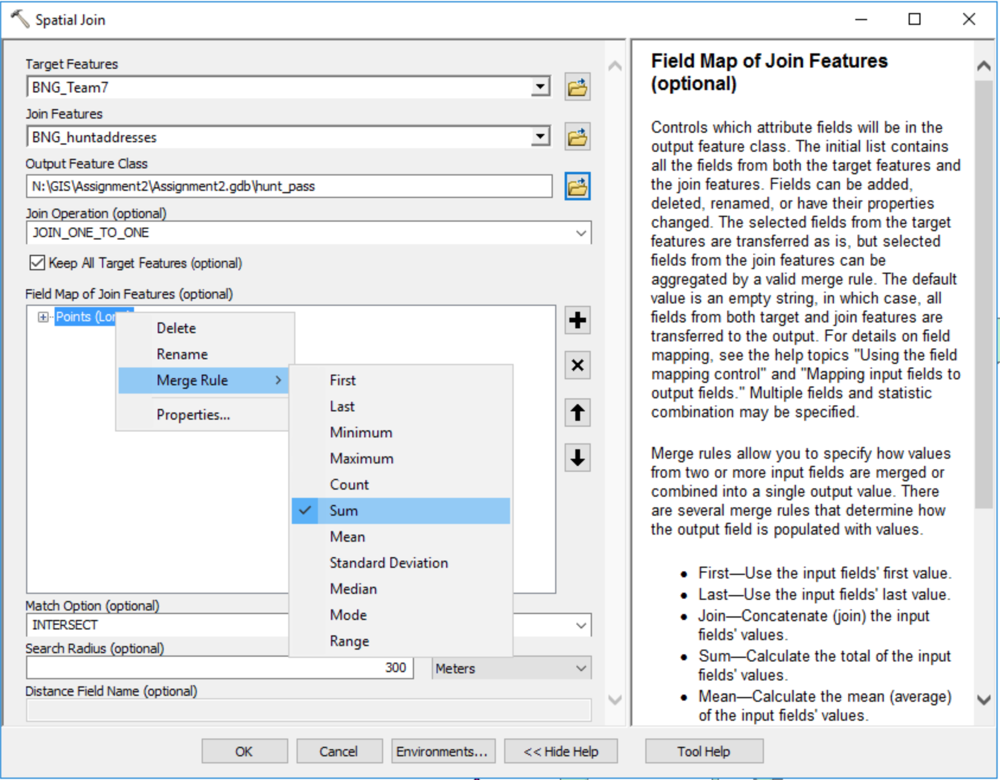 Spatial Join
Target Features
BNG_Team7
Join Features
BNG_huntaddresses
Output Feature Class
N:\GIS\Assignment2\Assignment2.gdb\hunt_pass
Join Operation (optional)
JOIN_ONE_TO_ONE
Keep All Target Features (optional)
Field Map of Join Features (optional)
Points
Delete
Rename
Merge Rule
Properties...
First
Last
Minimum
Maximum
Count
Sum
Mean
Standard Deviation
Median
Mode
Range
Match Option (optional)
INTERSECT
Search Radius (optional)
300
Meters
Distance Field Name (optional)
OK
Cancel
Environments...
<< Hide Help
Tool Help
Field Map of Join Features
(optional)
Controls which attribute fields will be in the
output feature class. The initial list contains
all the fields from both the target features and
the join features. Fields can be added,
deleted, renamed, or have their properties
changed. The selected fields from the target
features are transferred as is, but selected
fields from the join features can be
aggregated by a valid merge rule. The default
value is an empty string, in which case, all
fields from both target and join features are
transferred to the output. For details on field
mapping, see the help topics "Using the field
mapping control" and "Mapping input fields to
output fields." Multiple fields and statistic
combination may be specified.
Merge rules allow you to specify how values
from two or more input fields are merged or
combined into a single output value. There
are several merge rules that determine how
the output field is populated with values.
• First—Use the input fields' first value.
• Last—Use the input fields' last value.
• Join—Concatenate (join) the input
fields' values.
• Sum—Calculate the total of the input
fields' values.
• Mean—Calculate the mean (average)
of the input fields' values.